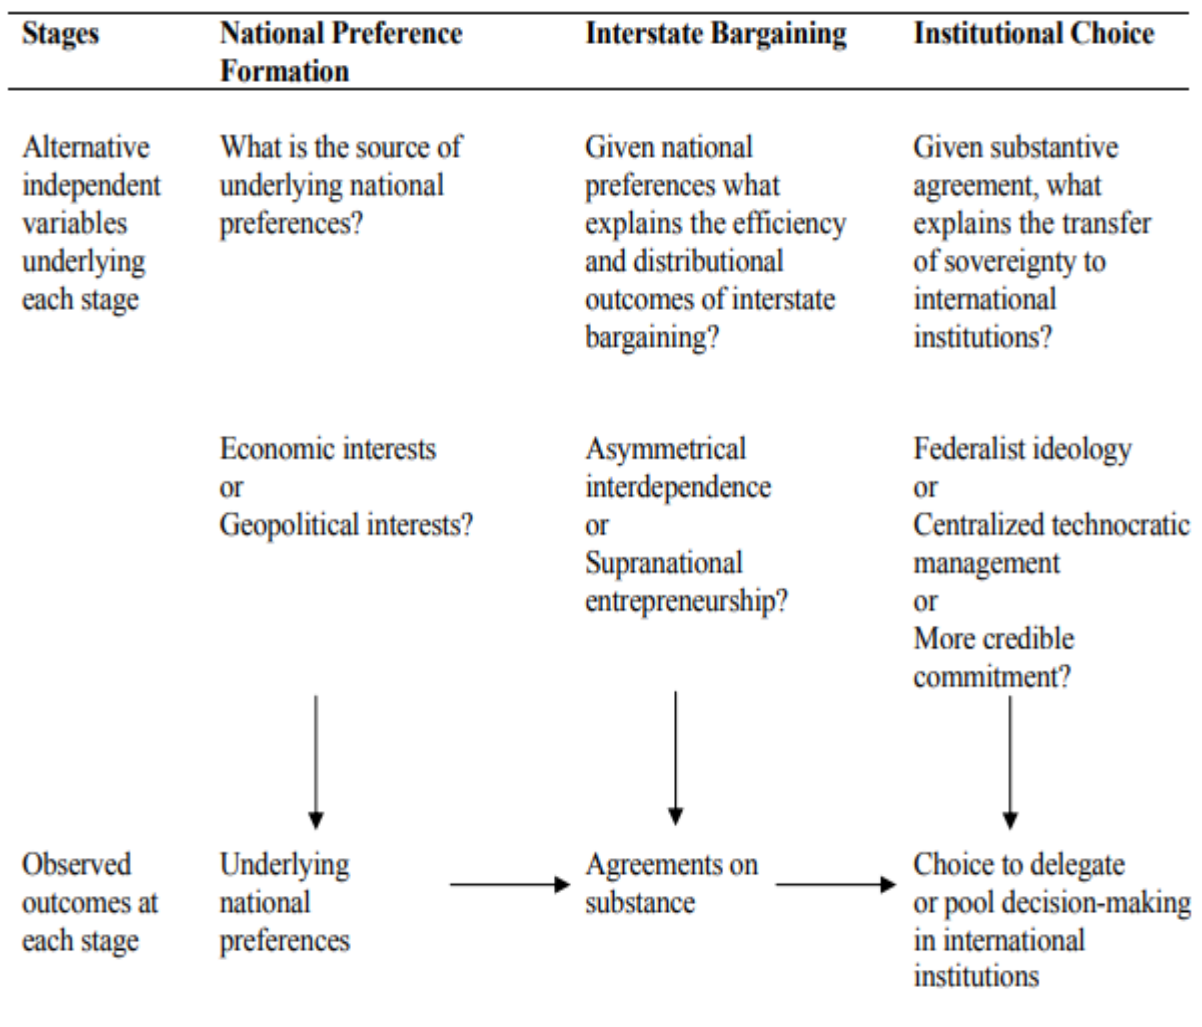 Stages
National Preference
Formation
Interstate Bargaining
Institutional Choice
Alternative
independent
variables
underlying
each stage
What is the source of
underlying national
preferences?
Given national
preferences what
explains the efficiency
and distributional
outcomes of interstate
bargaining?
Given substantive
agreement, what
explains the transfer
of sovereignty to
international
institutions?
Economic interests
or
Geopolitical interests?
Asymmetrical
interdependence
or
Supranational
entrepreneurship?
Federalist ideology
or
Centralized technocratic
management
or
More credible
commitment?
Observed
outcomes at
each stage
Underlying
national
preferences
Agreements on
substance
Choice to delegate
or pool decision-making
in international
institutions